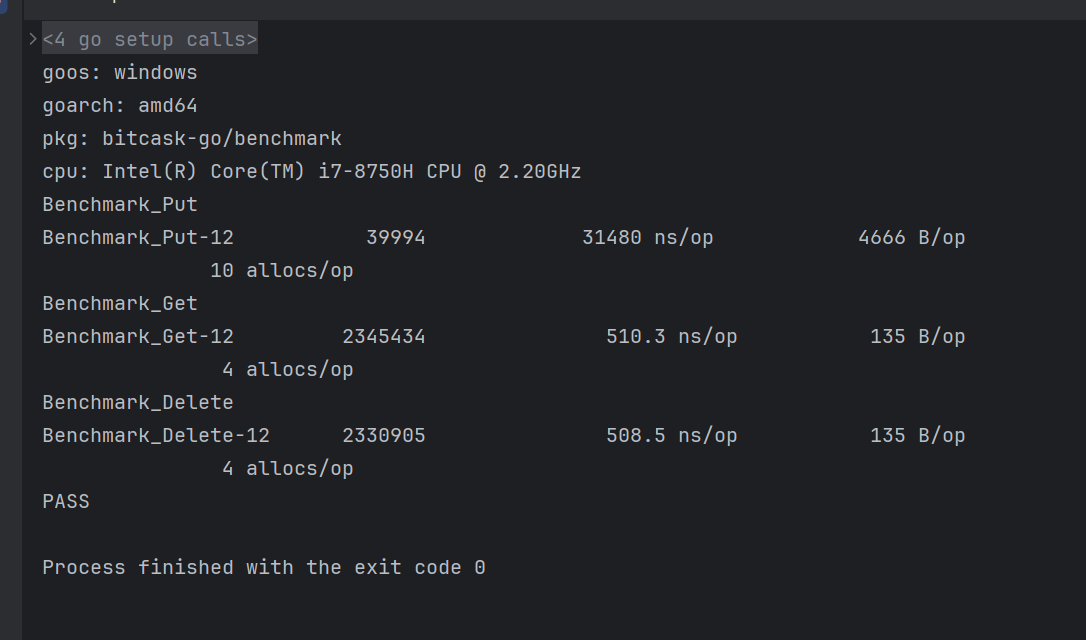 <4 go setup calls>
goos: windows
goarch: amd64
pkg: bitcask-go/benchmark
cpu: Intel(R) Core(TM) i7-8750H CPU @ 2.20GHz
Benchmark_Put
Benchmark_Put-12           39994             31480 ns/op            4666 B/op
10 allocs/op
Benchmark_Get
Benchmark_Get-12         2345434               510.3 ns/op           135 B/op
4 allocs/op
Benchmark_Delete
Benchmark_Delete-12      2330905               508.5 ns/op           135 B/op
4 allocs/op
PASS
Process finished with the exit code 0